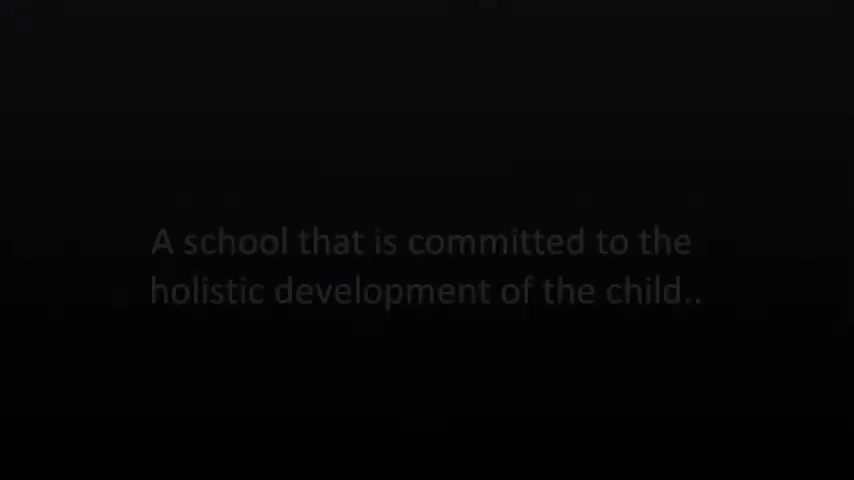 A school that is committed to the
holistic development of the child..